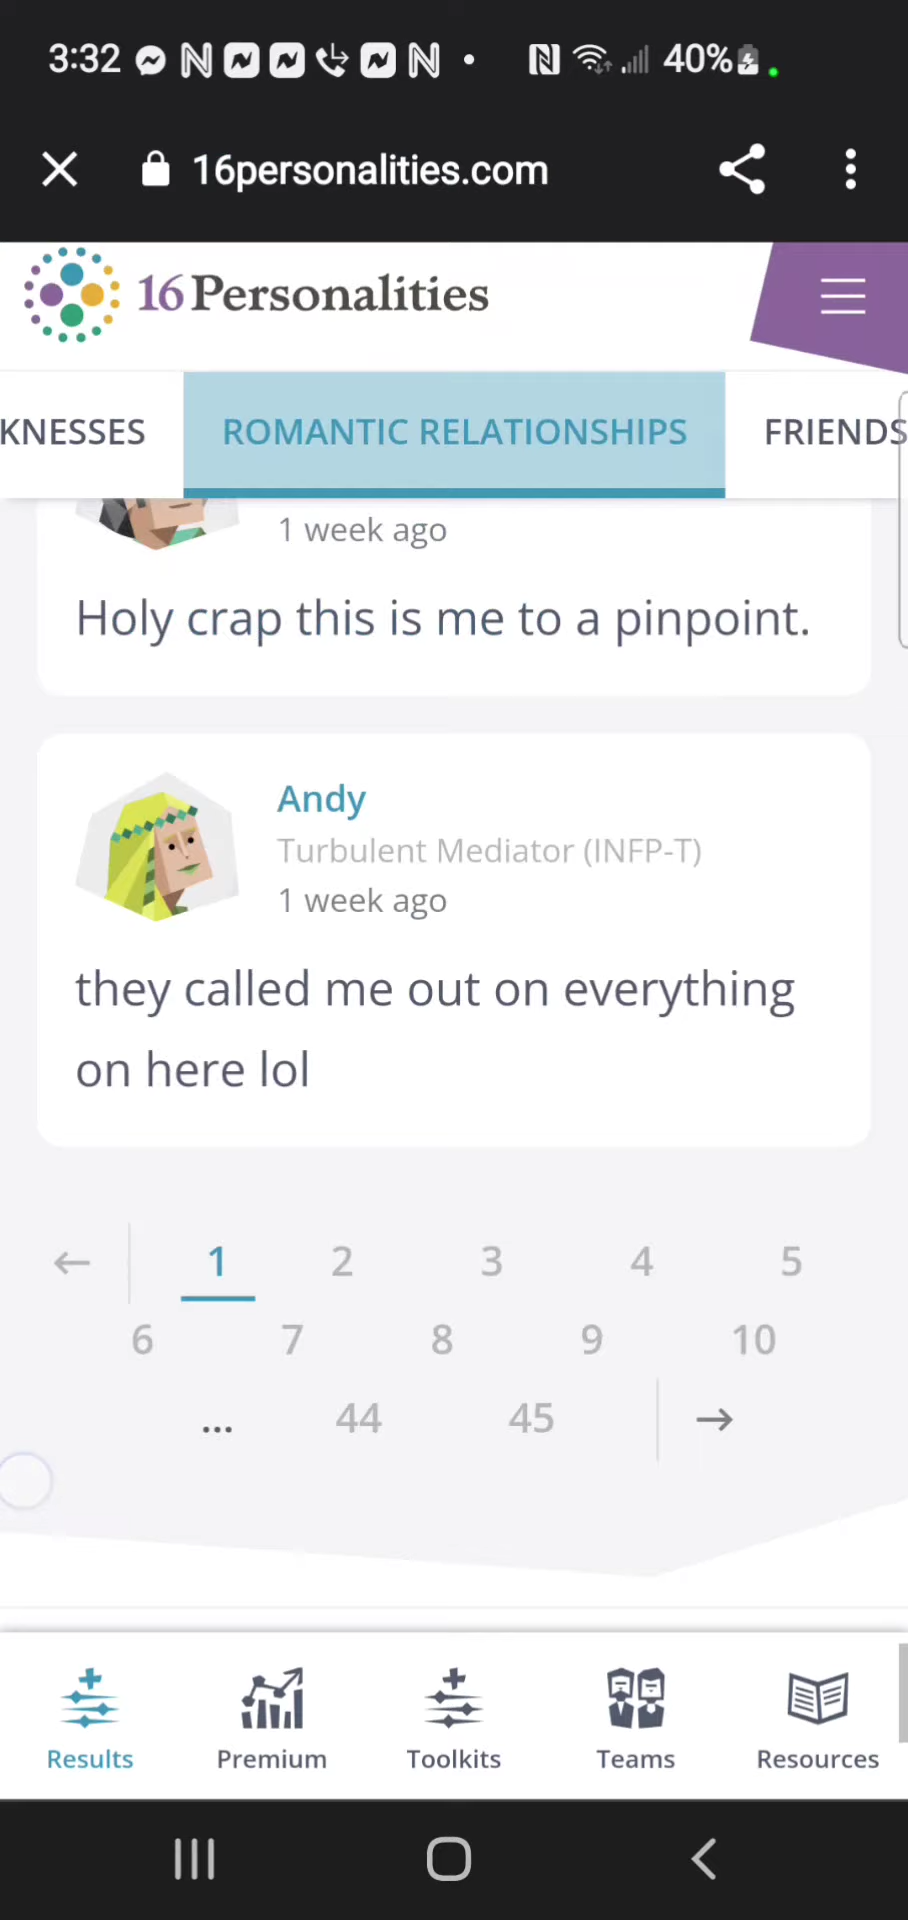 3:32 40%
16personalities.com
16Personalities
KNESSES ROMANTIC RELATIONSHIPS FRIENDS
1 week ago
Holy crap this is me to a pinpoint.
Andy
Turbulent Mediator (INFP-T)
1 week ago
they called me out on everything
on here lol
← 1 2 3 4 5
6 7 8 9 10
... 44 45 →
Results Premium Toolkits Teams Resources